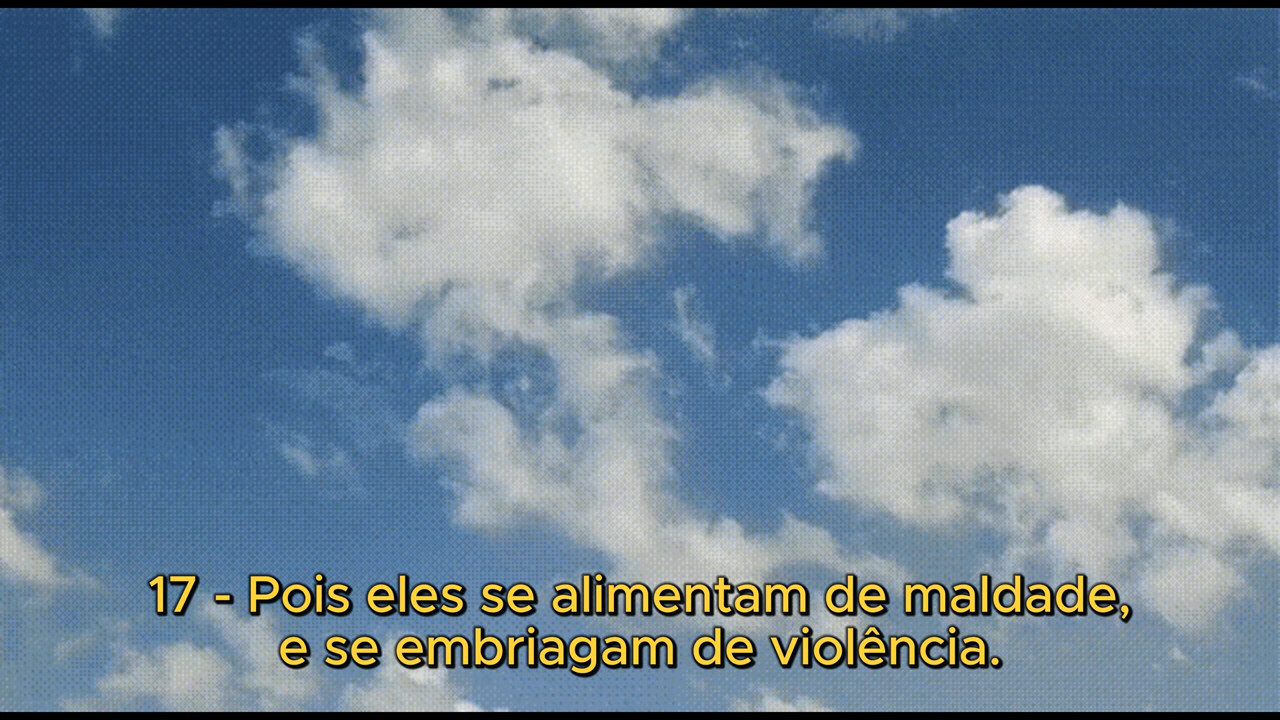 17 - Pois eles se alimentam de maldade,
e se embriagam de violência.